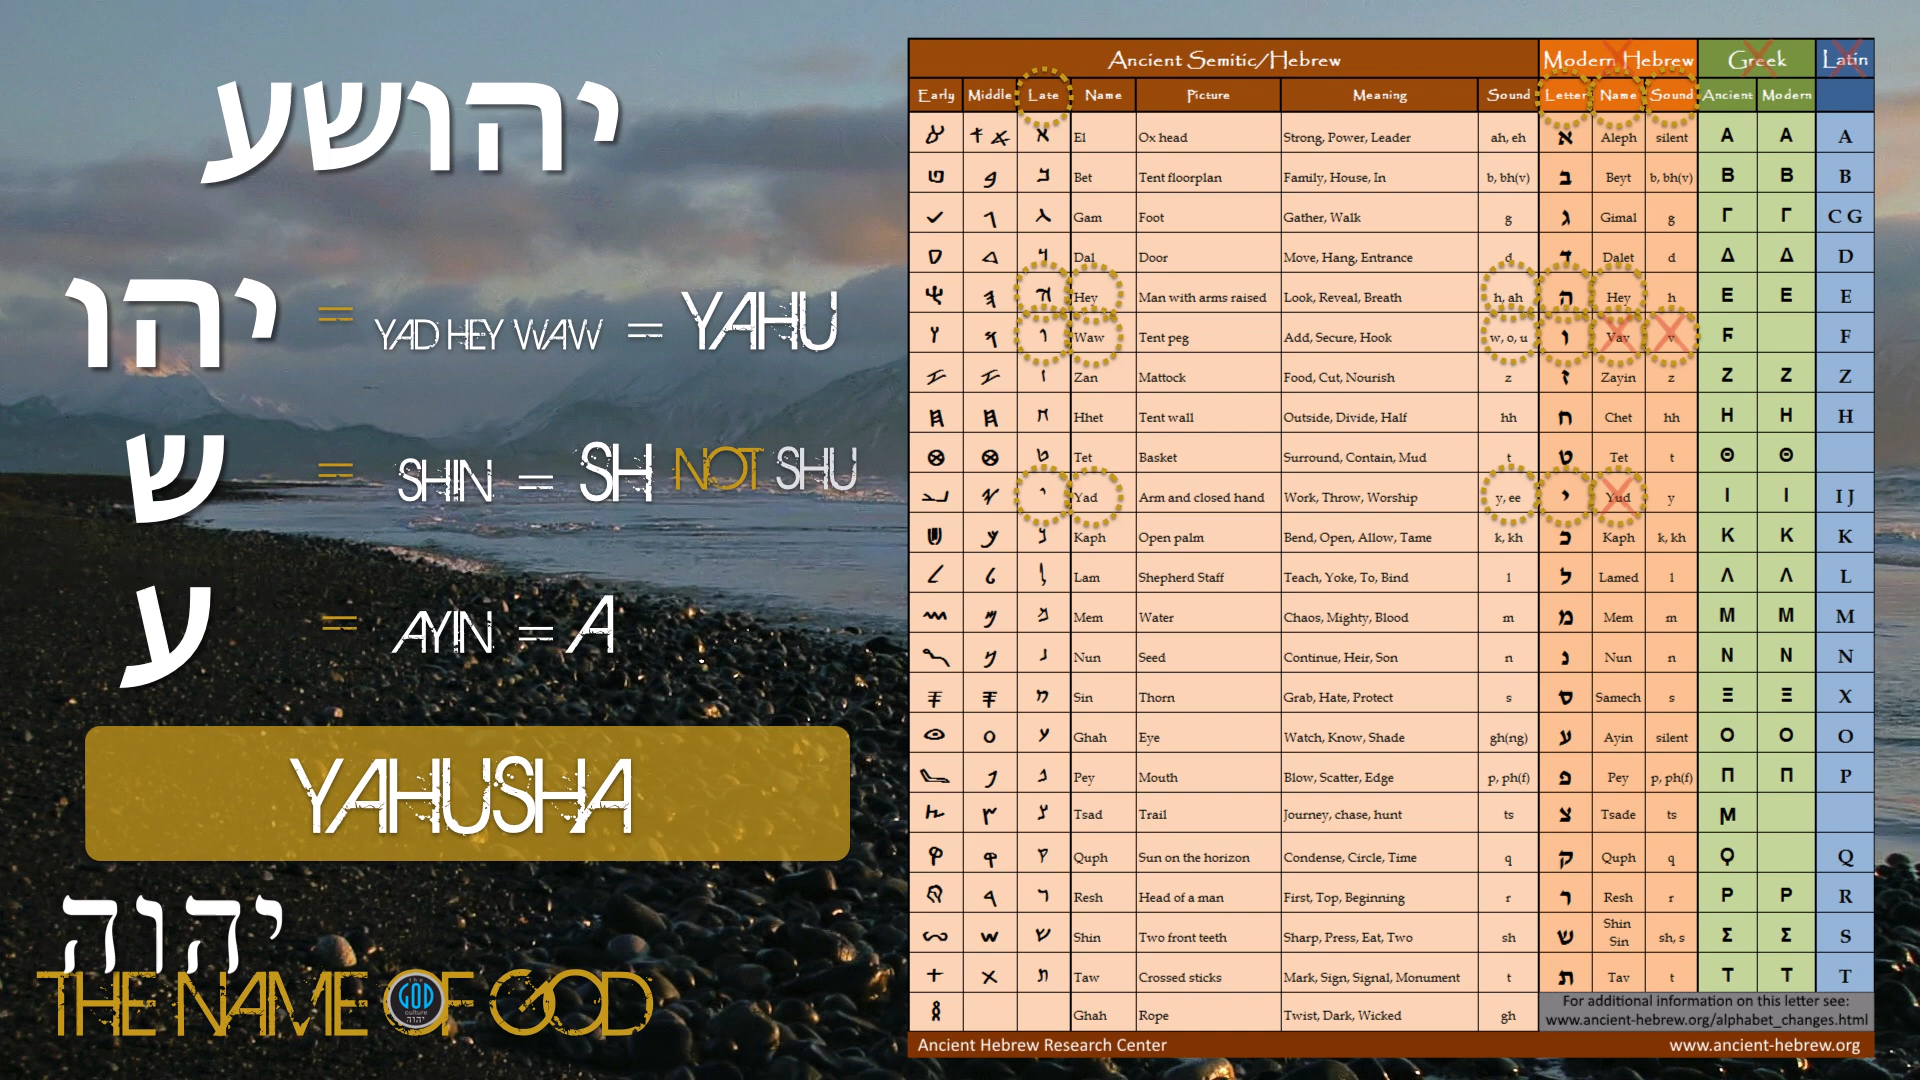 יהושע
יהו = YAD HEY WAW = YAHU
ש = SHIN = SH NOT SHU
ע = AYIN = A
YAHUSHA
יהוה
THE NAME OF GOD
the
GOD
culture
יהוה
Ancient Semitic/Hebrew Modern Hebrew Greek Latin
Early Middle Late Name Picture Meaning Sound Letter Name Sound Ancient Modern
El Ox head Strong, Power, Leader ah, eh א Aleph silent Α Α A
Bet Tent floorplan Family, House, In b, bh(v) ב Beyt b, bh(v) Β Β B
Gam Foot Gather, Walk g ג Gimal g Γ Γ C G
Dal Door Move, Hang, Entrance d ד Dalet d Δ Δ D
Hey Man with arms raised Look, Reveal, Breath h, ah ה Hey h Ε Ε E
Waw Tent peg Add, Secure, Hook w, o, u ו Vav v Ϝ F
Zan Mattock Food, Cut, Nourish z ז Zayin z Ζ Ζ Z
Hhet Tent wall Outside, Divide, Half hh ח Chet hh Η Η H
Tet Basket Surround, Contain, Mud t ט Tet t Θ Θ
Yad Arm and closed hand Work, Throw, Worship y, ee י Yud y Ι Ι I J
Kaph Open palm Bend, Open, Allow, Tame k, kh כ Kaph k, kh Κ Κ K
Lam Shepherd Staff Teach, Yoke, To, Bind l ל Lamed l Λ Λ L
Mem Water Chaos, Mighty, Blood m מ Mem m Μ Μ M
Nun Seed Continue, Heir, Son n נ Nun n Ν Ν N
Sin Thorn Grab, Hate, Protect s ס Samech s Ξ Ξ X
Ghah Eye Watch, Know, Shade gh(ng) ע Ayin silent Ο Ο O
Pey Mouth Blow, Scatter, Edge p, ph(f) פ Pey p, ph(f) Π Π P
Tsad Trail Journey, chase, hunt ts צ Tsade ts Ϻ
Quph Sun on the horizon Condense, Circle, Time q ק Quph q Ϙ Q
Resh Head of a man First, Top, Beginning r ר Resh r Ρ Ρ R
Shin Two front teeth Sharp, Press, Eat, Two sh ש Shin Sin sh, s Σ Σ S
Taw Crossed sticks Mark, Sign, Signal, Monument t ת Tav t Τ Τ T
Ghah Rope Twist, Dark, Wicked gh
For additional information on this letter see:
www.ancient-hebrew.org/alphabet_changes.html
Ancient Hebrew Research Center www.ancient-hebrew.org